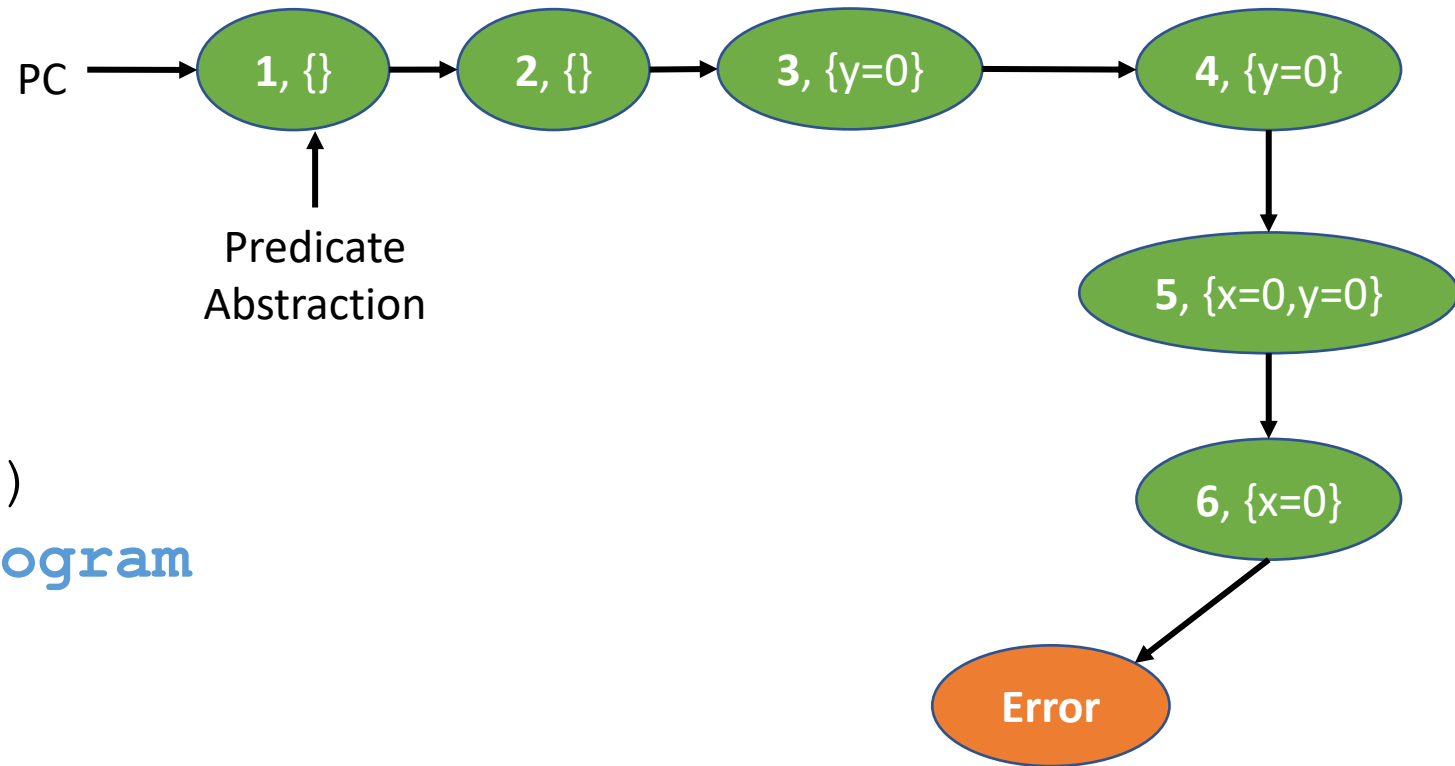 PC
1, {}
2, {}
3, {y=0}
4, {y=0}
Predicate
Abstraction
5, {x=0,y=0}
)
ogram
6, {x=0}
Error